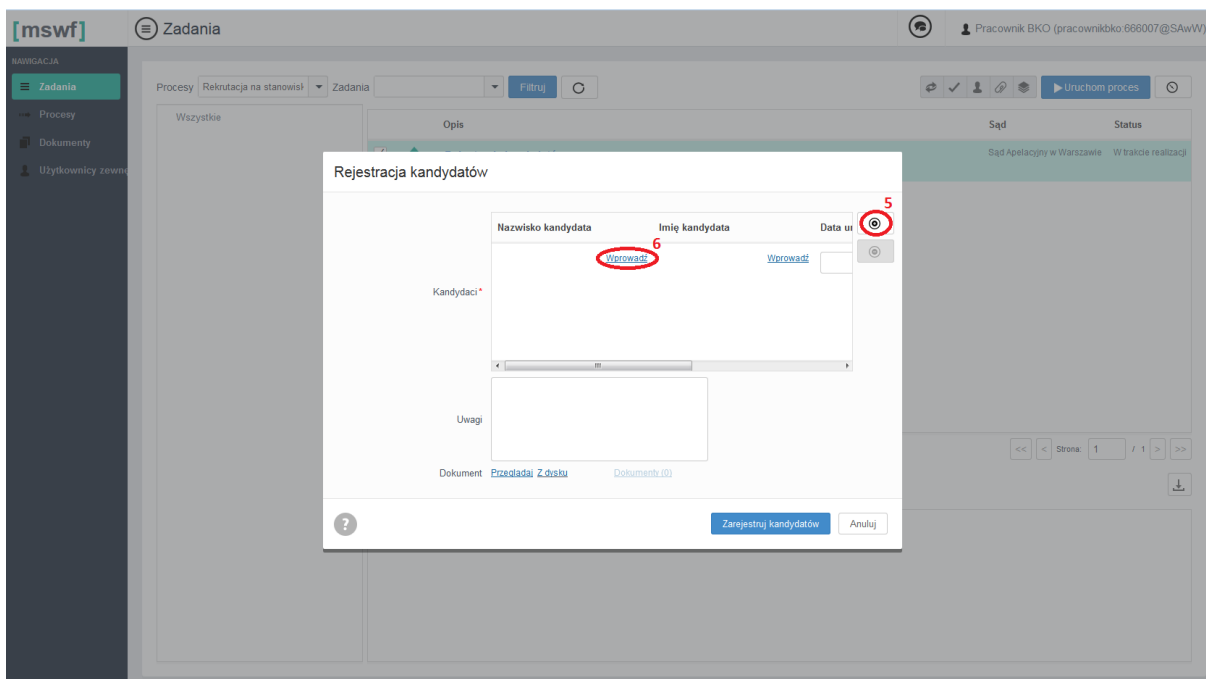 [mswf]
Zadania
Pracownik BKO (pracownikbko:666007@SAwW)
NAWIGACJA
Zadania
Procesy
Dokumenty
Użytkownicy zewnę
Procesy Rekrutacja na stanowisk Zadania Filtruj Uruchom proces
Wszystkie
Opis Sąd Status
Sąd Apelacyjny w Warszawie W trakcie realizacji
Rejestracja kandydatów
5
Nazwisko kandydata Imię kandydata Data ur
6
Wprowadź Wprowadź
Kandydaci*
Uwagi
Dokument Przeglądaj Z dysku Dokumenty (0)
<< < Strona: 1 / 1 > >>
? Zarejestruj kandydatów Anuluj